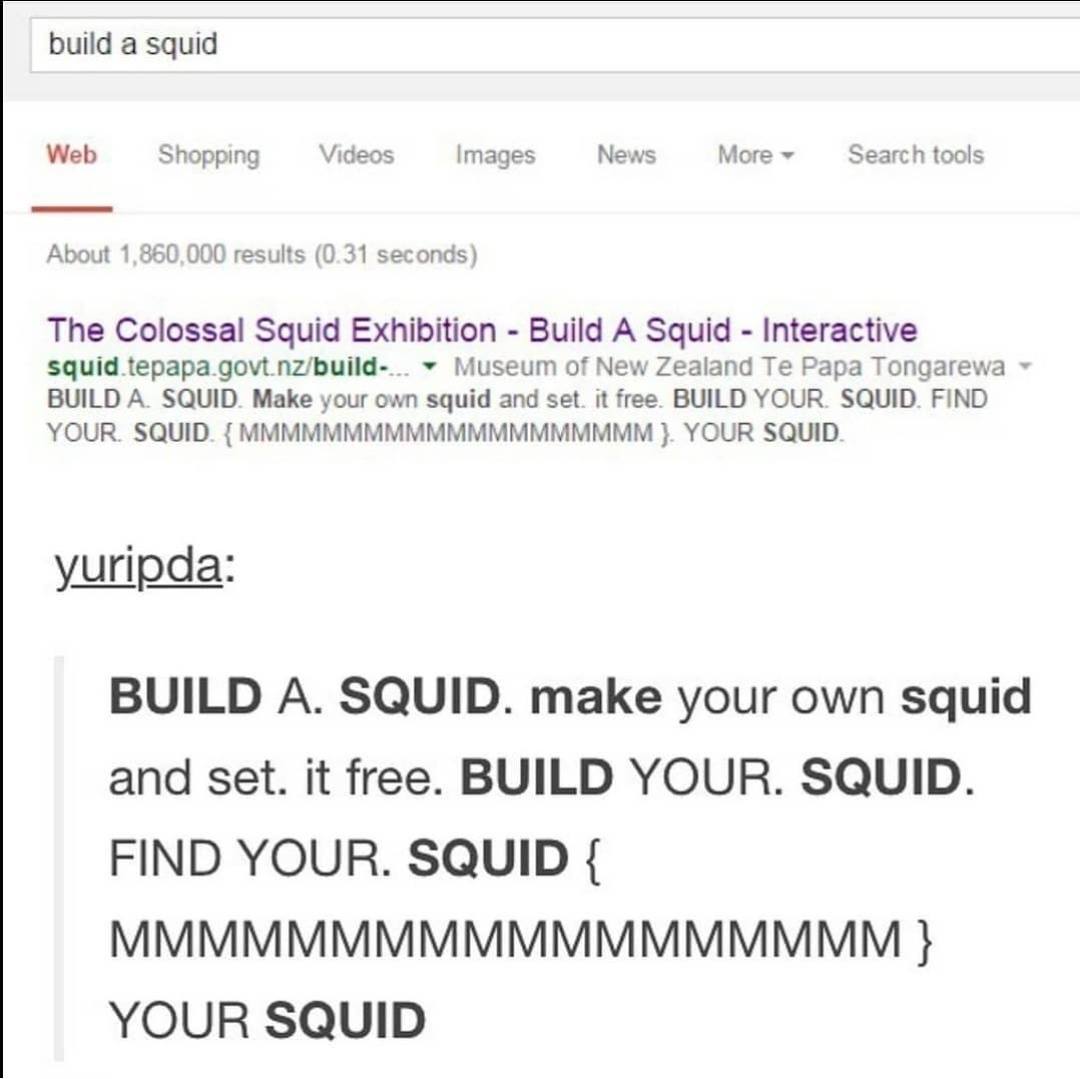 build a squid
Web Shopping Videos Images News More Search tools
About 1,860,000 results (0.31 seconds)
The Colossal Squid Exhibition - Build A Squid - Interactive
squid.tepapa.govt.nz/build-... Museum of New Zealand Te Papa Tongarewa
BUILD A. SQUID. Make your own squid and set. it free. BUILD YOUR. SQUID. FIND
YOUR. SQUID. { MMMMMMMMMMMMMMMMMMMM }. YOUR SQUID.
yuripda:
BUILD A. SQUID. make your own squid
and set. it free. BUILD YOUR. SQUID.
FIND YOUR. SQUID {
MMMMMMMMMMMMMMMMMM }
YOUR SQUID